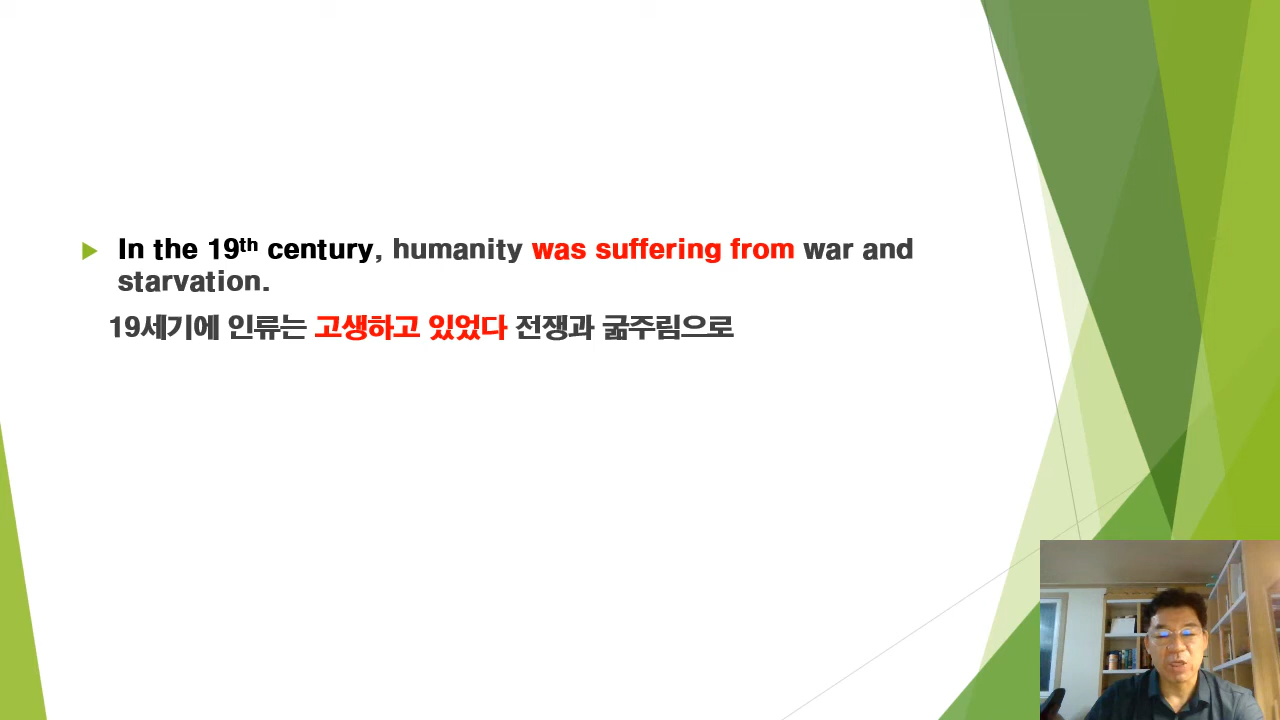 In the 19th century, humanity was suffering from war and
starvation.
19세기에 인류는 고생하고 있었다 전쟁과 굶주림으로